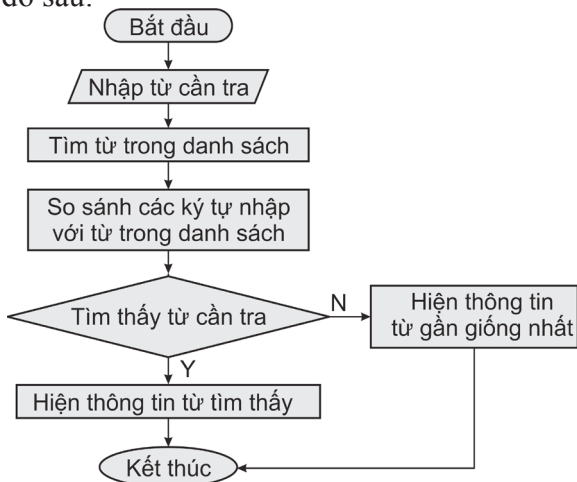 đồ sau:
Bắt đầu
Nhập từ cần tra
Tìm từ trong danh sách
So sánh các ký tự nhập
với từ trong danh sách
Tìm thấy từ cần tra
N
Hiện thông tin
từ gần giống nhất
Y
Hiện thông tin từ tìm thấy
Kết thúc